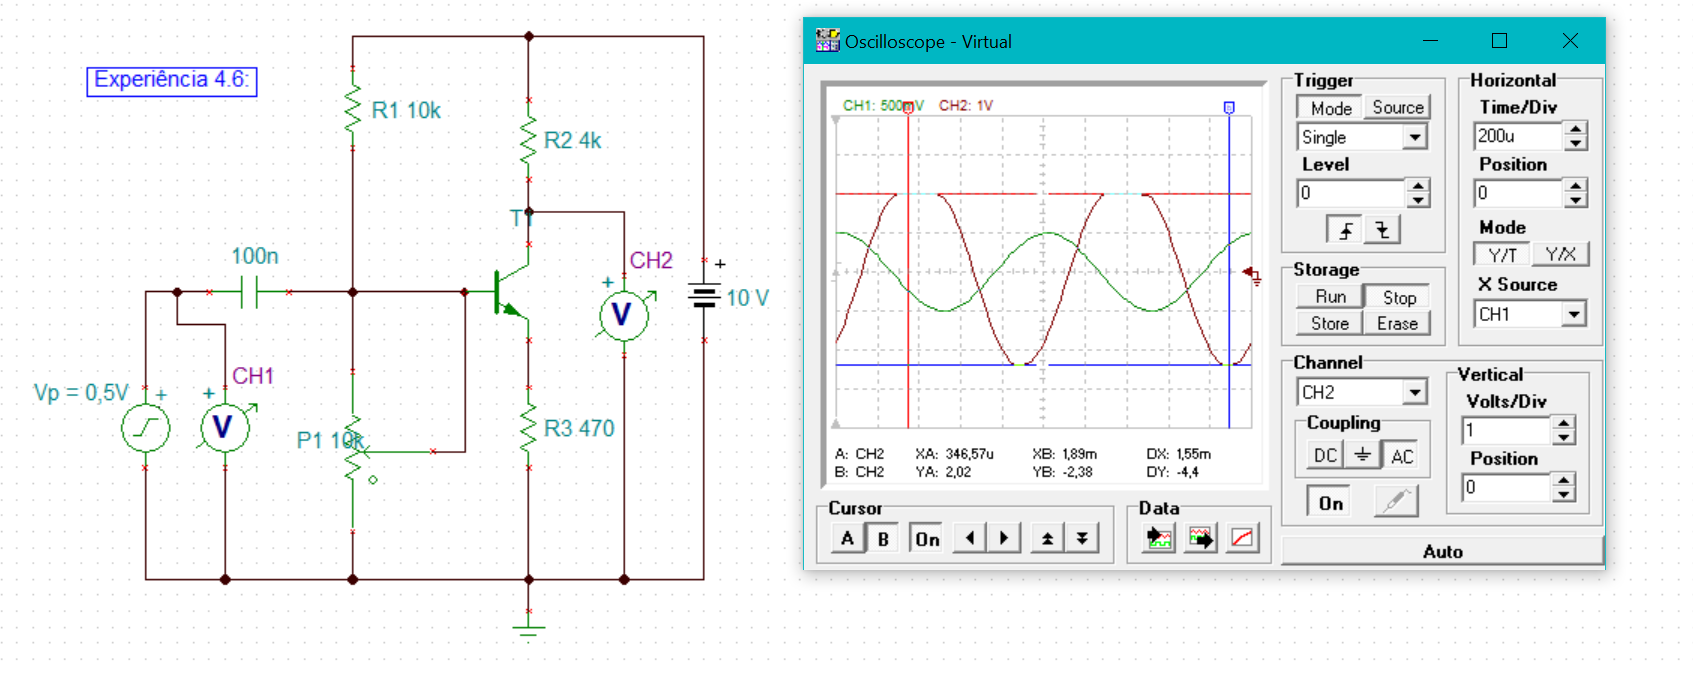 Experiência 4.6:
R1 10k
R2 4k
T1
100n
CH2
+
+
V
10 V
Vp = 0,5V
+
+
CH1
V
P1 10k
R3 470
Oscilloscope - Virtual
CH1: 500mV CH2: 1V
A: CH2 XA: 346,57u XB: 1,89m DX: 1,55m
B: CH2 YA: 2,02 YB: -2,38 DY: -4,4
Cursor
A B On
Data
Trigger
Mode Source
Single
Level
0
Storage
Run Stop
Store Erase
Channel
CH2
Coupling
DC AC
On
Horizontal
Time/Div
200u
Position
0
Mode
Y/T Y/X
X Source
CH1
Vertical
Volts/Div
1
Position
0
Auto